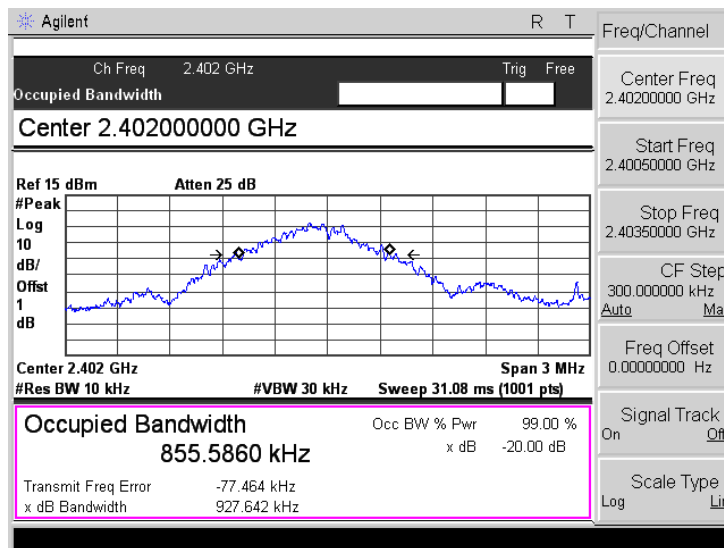 Agilent R T
Ch Freq 2.402 GHz Trig Free
Occupied Bandwidth
Center 2.402000000 GHz
Ref 15 dBm Atten 25 dB
#Peak
Log
10
dB/
Offst
1
dB
Center 2.402 GHz Span 3 MHz
#Res BW 10 kHz #VBW 30 kHz Sweep 31.08 ms (1001 pts)
Occupied Bandwidth Occ BW % Pwr 99.00 %
855.5860 kHz x dB -20.00 dB
Transmit Freq Error -77.464 kHz
x dB Bandwidth 927.642 kHz
Freq/Channel
Center Freq
2.40200000 GHz
Start Freq
2.40050000 GHz
Stop Freq
2.40350000 GHz
CF Step
300.000000 kHz
Auto Ma
Freq Offset
0.00000000 Hz
Signal Track
On Off
Scale Type
Log Lin